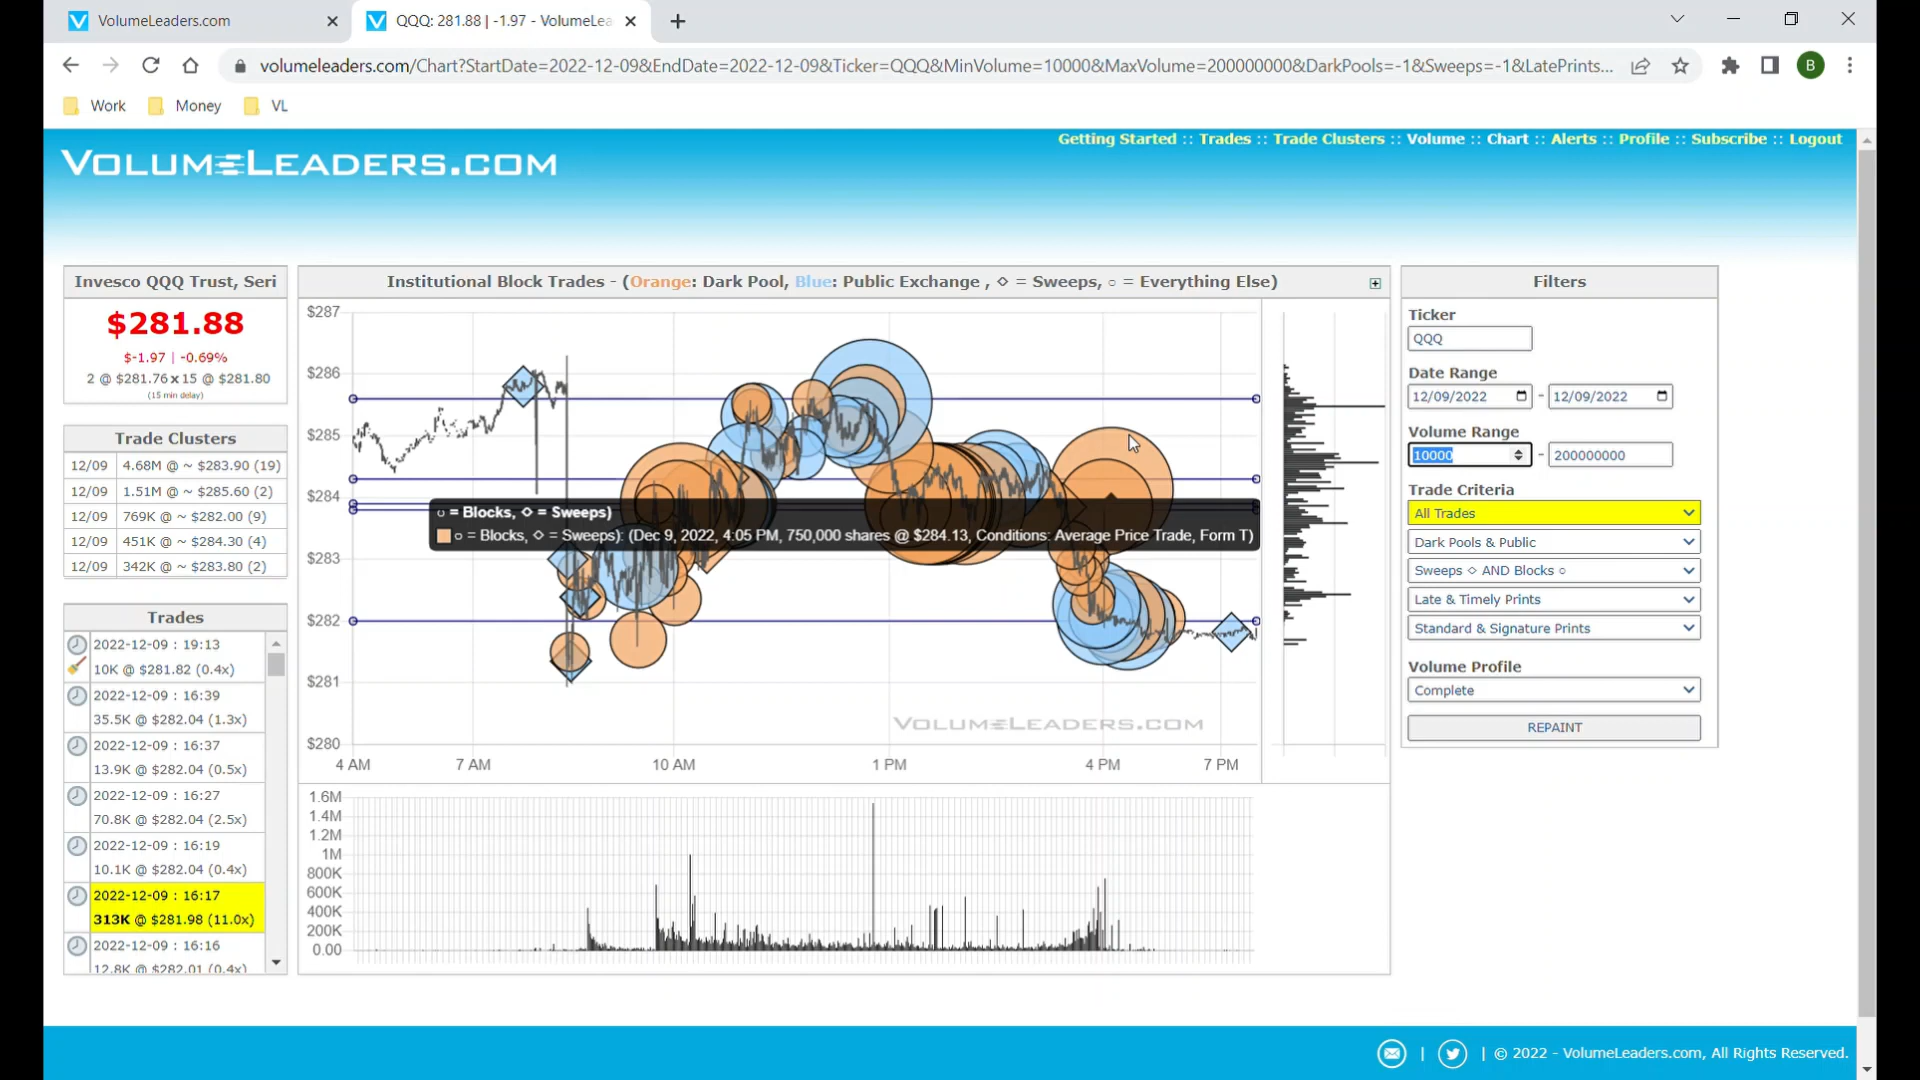 VolumeLeaders.com
QQQ: 281.88 | -1.97 - VolumeLea
volumeleaders.com/Chart?StartDate=2022-12-09&EndDate=2022-12-09&Ticker=QQQ&MinVolume=10000&MaxVolume=200000000&DarkPools=-1&Sweeps=-1&LatePrints...
B
Work
Money
VL
Getting Started :: Trades :: Trade Clusters :: Volume :: Chart :: Alerts :: Profile :: Subscribe :: Logout
VOLUMELEADERS.COM
Invesco QQQ Trust, Seri
$281.88
$-1.97 | -0.69%
2 @ $281.76 x 15 @ $281.80
(15 min delay)
Trade Clusters
12/09 4.68M @ ~ $283.90 (19)
12/09 1.51M @ ~ $285.60 (2)
12/09 769K @ ~ $282.00 (9)
12/09 451K @ ~ $284.30 (4)
12/09 342K @ ~ $283.80 (2)
Trades
2022-12-09 : 19:13
10K @ $281.82 (0.4x)
2022-12-09 : 16:39
35.5K @ $282.04 (1.3x)
2022-12-09 : 16:37
13.9K @ $282.04 (0.5x)
2022-12-09 : 16:27
70.8K @ $282.04 (2.5x)
2022-12-09 : 16:19
10.1K @ $282.04 (0.4x)
2022-12-09 : 16:17
313K @ $281.98 (11.0x)
2022-12-09 : 16:16
12.8K @ $282.01 (0.4x)
Institutional Block Trades - (Orange: Dark Pool, Blue: Public Exchange , ◇ = Sweeps, ○ = Everything Else)
$287
$286
$285
$284
$283
$282
$281
$280
○ = Blocks, ◇ = Sweeps)
○ = Blocks, ◇ = Sweeps): (Dec 9, 2022, 4:05 PM, 750,000 shares @ $284.13, Conditions: Average Price Trade, Form T)
VOLUMELEADERS.COM
4 AM 7 AM 10 AM 1 PM 4 PM 7 PM
1.6M
1.4M
1.2M
1M
800K
600K
400K
200K
0.00
Filters
Ticker
QQQ
Date Range
12/09/2022 - 12/09/2022
Volume Range
10000 - 200000000
Trade Criteria
All Trades
Dark Pools & Public
Sweeps ◇ AND Blocks ○
Late & Timely Prints
Standard & Signature Prints
Volume Profile
Complete
REPAINT
| | © 2022 - VolumeLeaders.com, All Rights Reserved.